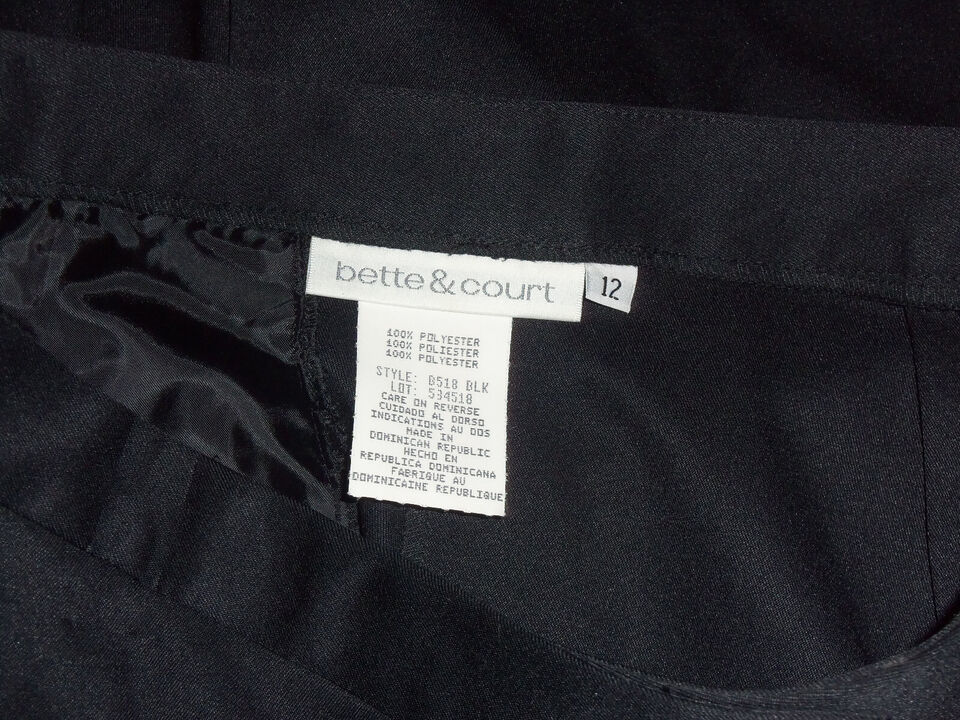 bette&court
12
100% POLYESTER
100% POLIESTER
100% POLYESTER
STYLE: B518 BLK
LOT: 534518
CARE ON REVERSE
CUIDADO AL DORSO
INDICATIONS AU DOS
MADE IN
DOMINICAN REPUBLIC
HECHO EN
REPUBLICA DOMINICANA
FABRIQUE AU
DOMINICAINE REPUBLIQUE